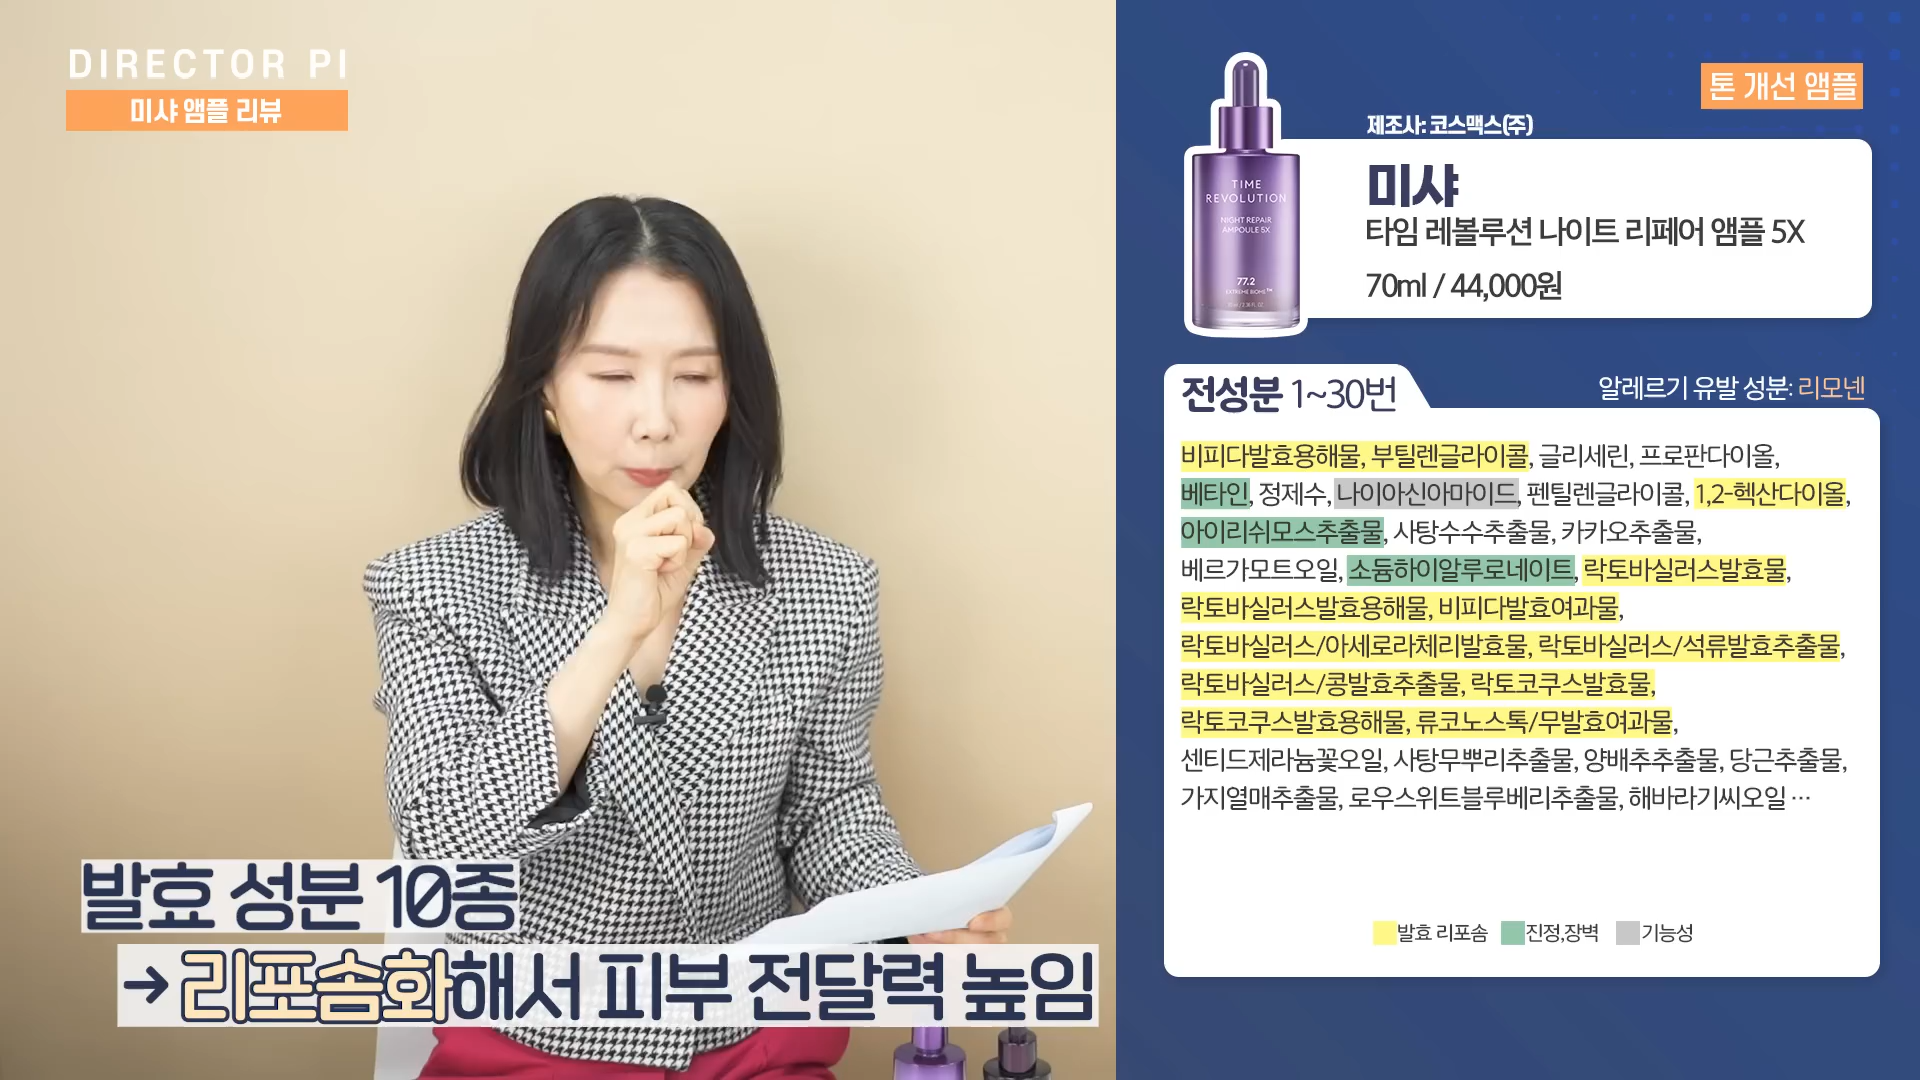 DIRECTOR PI
미샤 앰플 리뷰
발효 성분 10종
→ 리포솜화해서 피부 전달력 높임
톤 개선 앰플
제조사: 코스맥스(주)
미샤
타임 레볼루션 나이트 리페어 앰플 5X
70ml / 44,000원
TIME
REVOLUTION
NIGHT REPAIR
AMPOULE 5X
77.2
EXTREME BIOME™
전성분 1~30번
알레르기 유발 성분: 리모넨
비피다발효용해물, 부틸렌글라이콜, 글리세린, 프로판다이올,
베타인, 정제수, 나이아신아마이드, 펜틸렌글라이콜, 1,2-헥산다이올,
아이리쉬모스추출물, 사탕수수추출물, 카카오추출물,
베르가모트오일, 소듐하이알루로네이트, 락토바실러스발효물,
락토바실러스발효용해물, 비피다발효여과물,
락토바실러스/아세로라체리발효물, 락토바실러스/석류발효추출물,
락토바실러스/콩발효추출물, 락토코쿠스발효물,
락토코쿠스발효용해물, 류코노스톡/무발효여과물,
센티드제라늄꽃오일, 사탕무뿌리추출물, 양배추추출물, 당근추출물,
가지열매추출물, 로우스위트블루베리추출물, 해바라기씨오일 …
발효 리포솜 진정,장벽 기능성